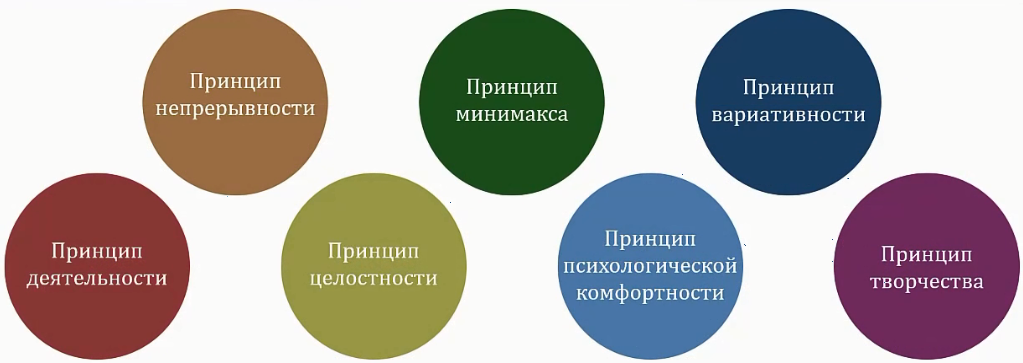 Принцип
непрерывности
Принцип
минимакса
Принцип
вариативности
Принцип
деятельности
Принцип
целостности
Принцип
психологической
комфортности
Принцип
творчества